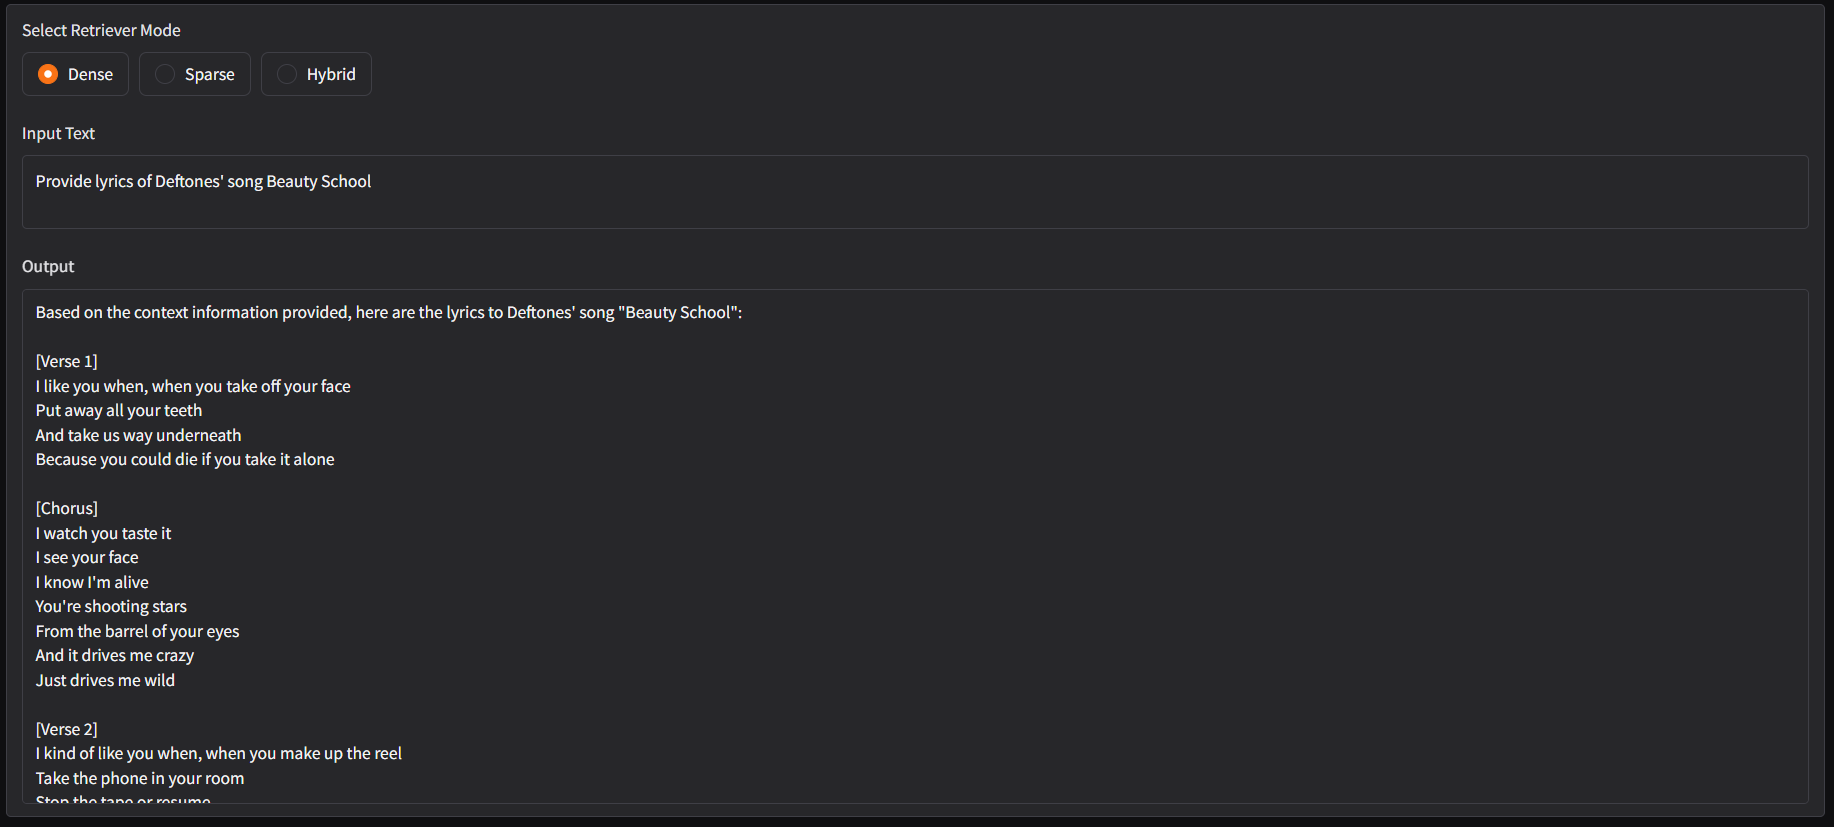 Select Retriever Mode
Dense
Sparse
Hybrid
Input Text
Provide lyrics of Deftones' song Beauty School
Output
Based on the context information provided, here are the lyrics to Deftones' song "Beauty School":
[Verse 1]
I like you when, when you take off your face
Put away all your teeth
And take us way underneath
Because you could die if you take it alone
[Chorus]
I watch you taste it
I see your face
I know I'm alive
You're shooting stars
From the barrel of your eyes
And it drives me crazy
Just drives me wild
[Verse 2]
I kind of like you when, when you make up the reel
Take the phone in your room
Stop the tape or resume